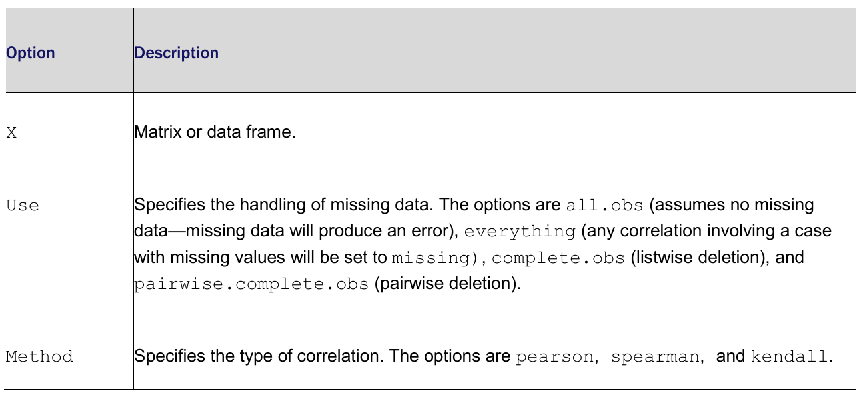 Option Description
X Matrix or data frame.
Use Specifies the handling of missing data. The options are all.obs (assumes no missing
data—missing data will produce an error), everything (any correlation involving a case
with missing values will be set to missing), complete.obs (listwise deletion), and
pairwise.complete.obs (pairwise deletion).
Method Specifies the type of correlation. The options are pearson, spearman, and kendall.